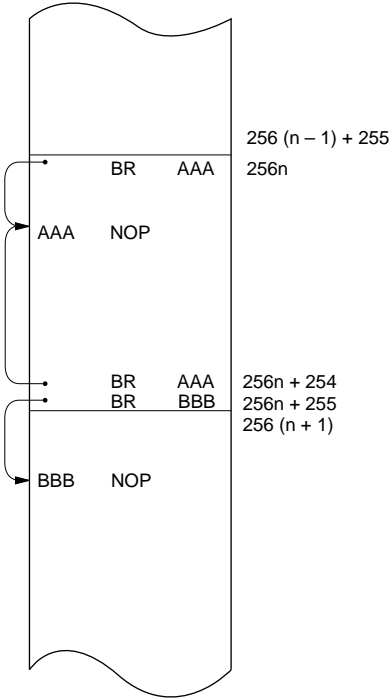 256 (n – 1) + 255
BR AAA 256n
AAA NOP
BR AAA 256n + 254
BR BBB 256n + 255
256 (n + 1)
BBB NOP